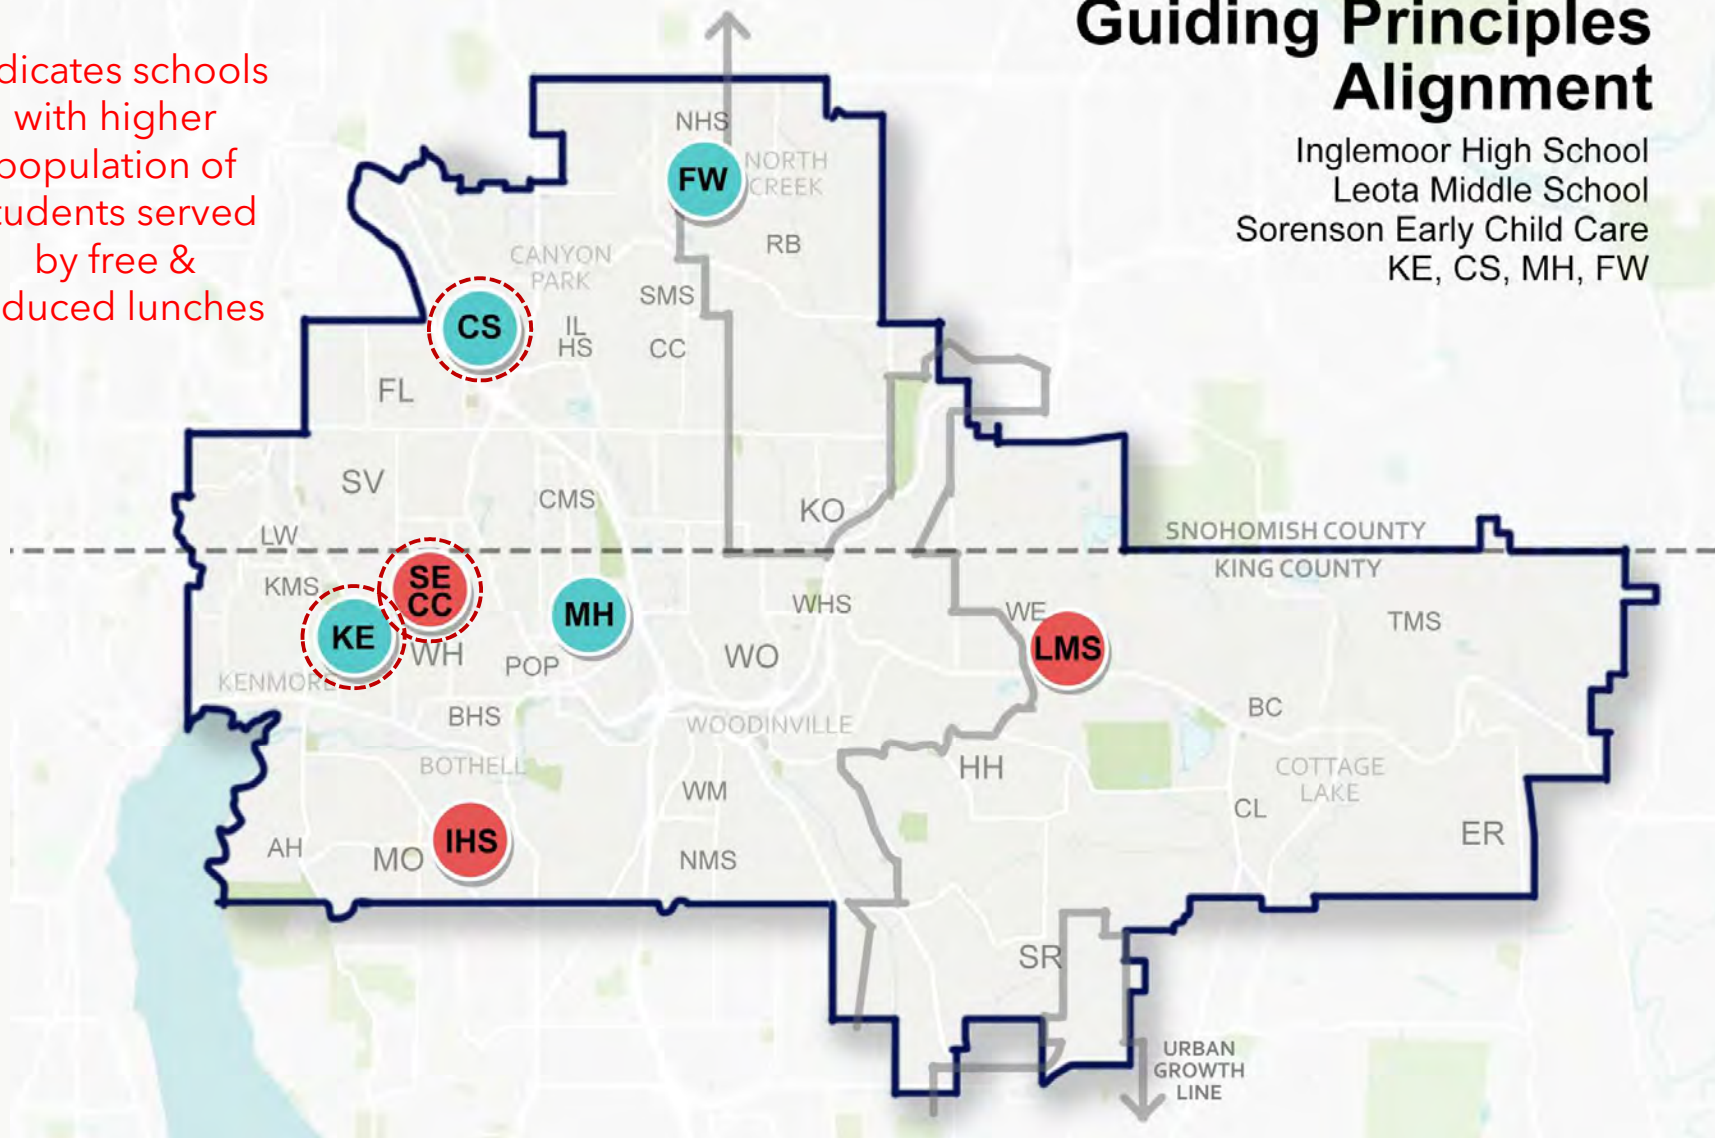 Guiding Principles
Alignment
Inglemoor High School
Leota Middle School
Sorenson Early Child Care
KE, CS, MH, FW
dicates schools
with higher
population of
tudents served
by free &
duced lunches
NHS
FW
NORTH
CREEK
RB
CANYON
PARK
SMS
CS
IL
HS
CC
FL
SV
CMS
KO
LW
SNOHOMISH COUNTY
KING COUNTY
KMS
SE
CC
KE
MH
WHS
WE
LMS
TMS
WH
POP
WO
KENMORE
BHS
WOODINVILLE
BC
BOTHELL
HH
COTTAGE
LAKE
WM
CL
ER
AH
MO
IHS
NMS
SR
URBAN
GROWTH
LINE